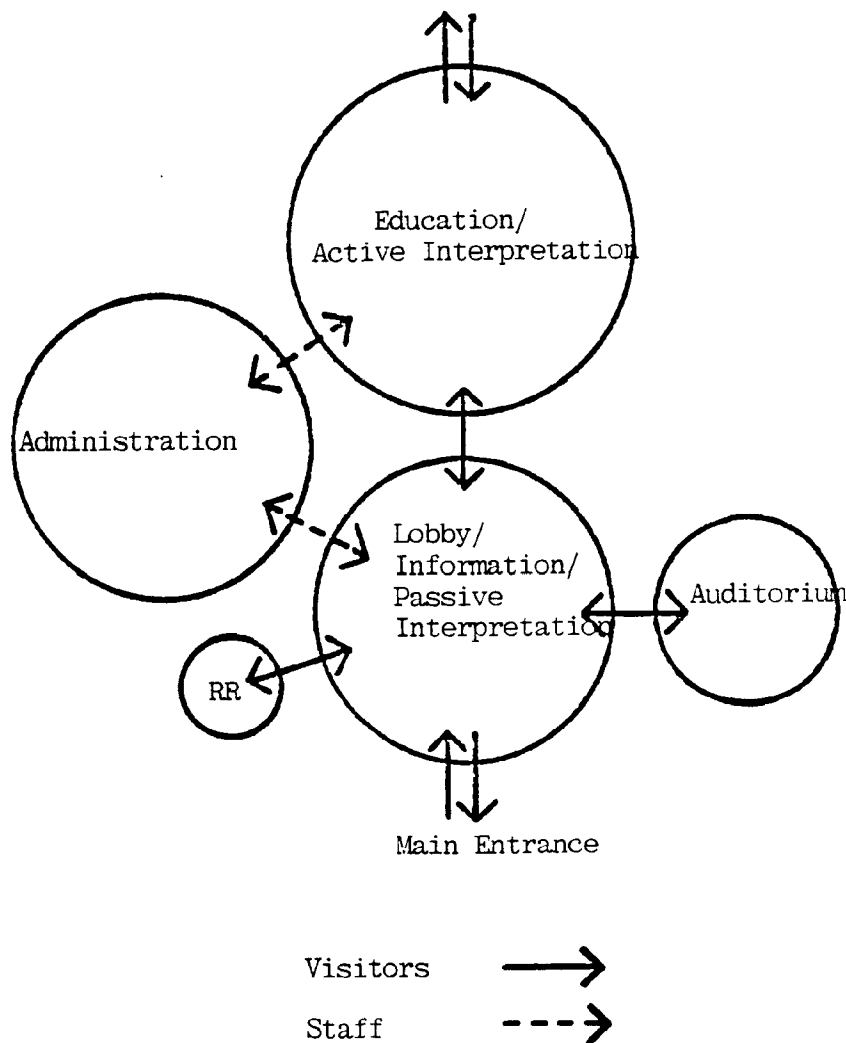 Education/
Active Interpretation
Administration
Lobby/
Information/
Passive
Interpretation
Auditorium
RR
Main Entrance
Visitors
Staff